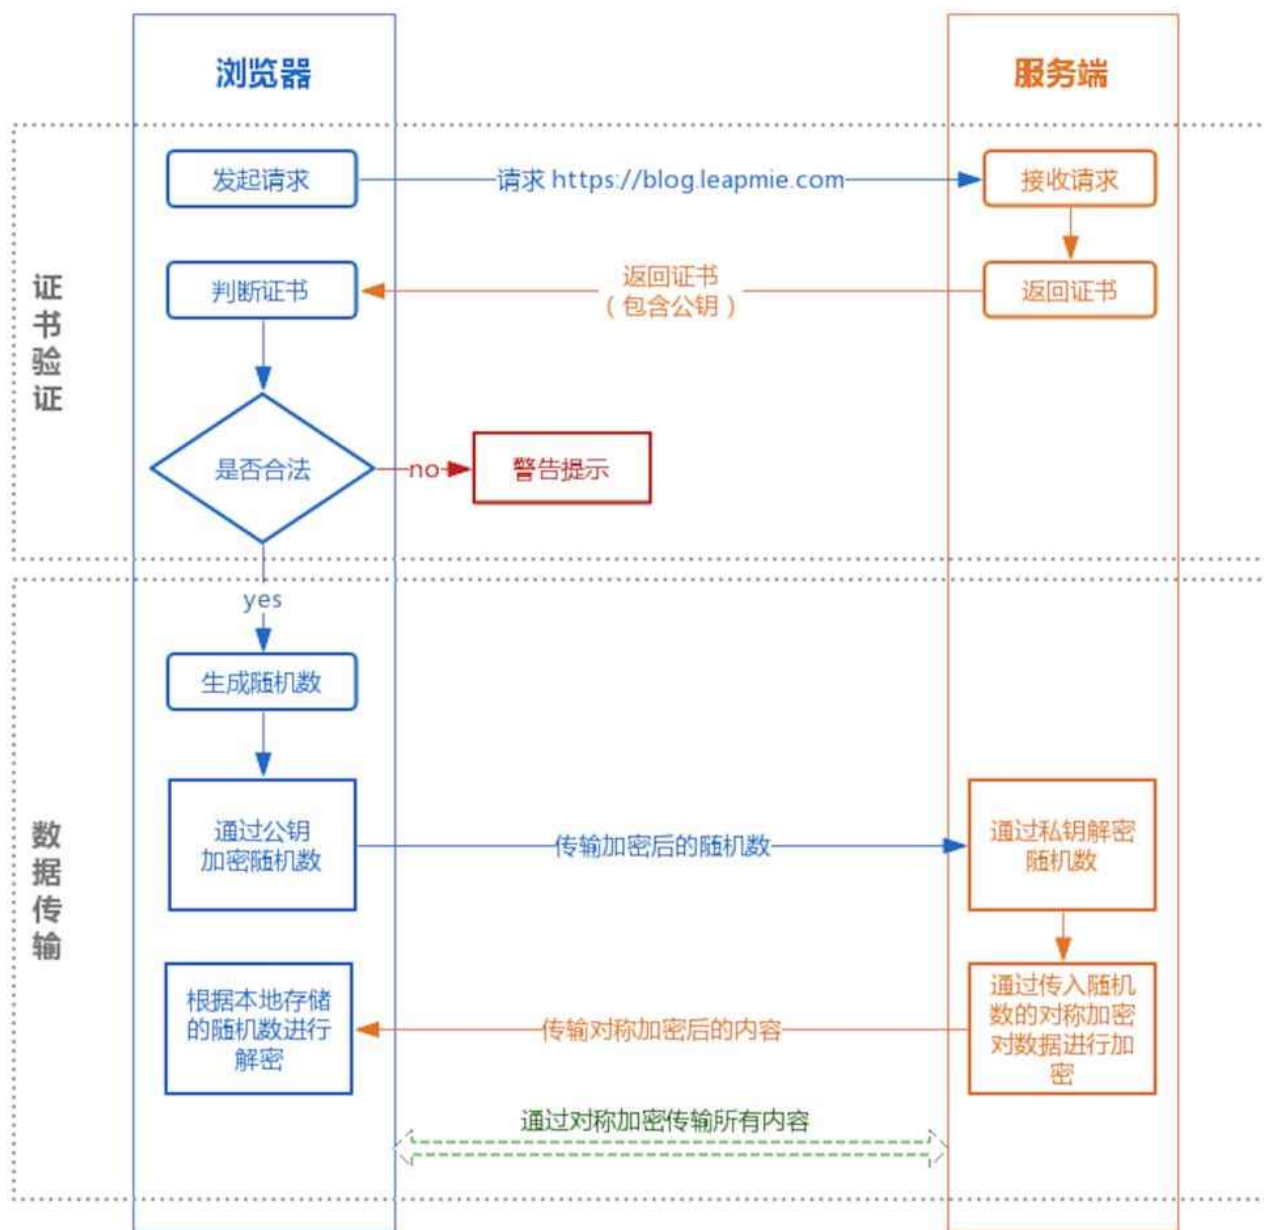 浏览器
服务端
证书验证
发起请求
请求 https://blog.leapmie.com
接收请求
判断证书
返回证书
（包含公钥）
返回证书
是否合法
no
警告提示
yes
数据传输
生成随机数
通过公钥
加密随机数
传输加密后的随机数
通过私钥解密
随机数
根据本地存储
的随机数进行
解密
传输对称加密后的内容
通过传入随机
数的对称加密
对数据进行加
密
通过对称加密传输所有内容